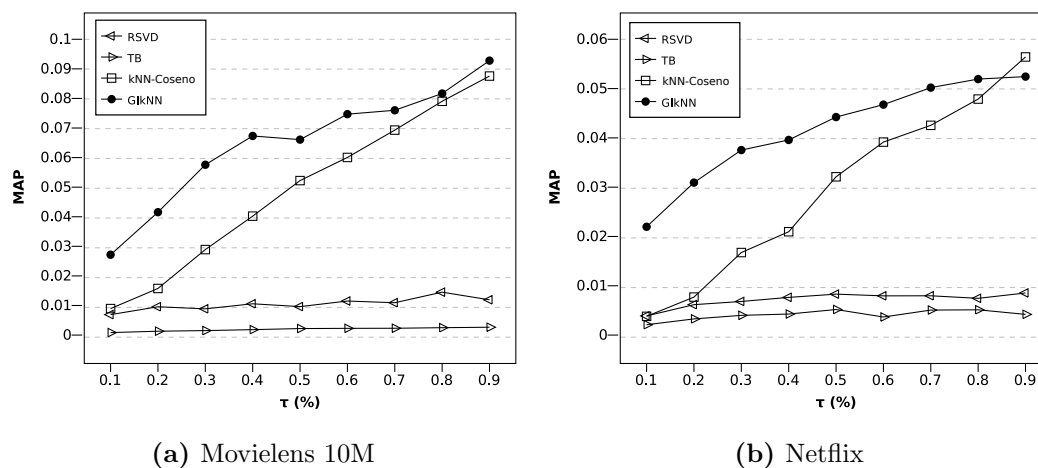 RSVD
TB
kNN-Coseno
GIkNN
0.1
0.09
0.08
0.07
0.06
0.05
0.04
0.03
0.02
0.01
0
MAP
0.1 0.2 0.3 0.4 0.5 0.6 0.7 0.8 0.9
τ (%)
(a) Movielens 10M
RSVD
TB
kNN-Coseno
GIkNN
0.06
0.05
0.04
0.03
0.02
0.01
0
MAP
0.1 0.2 0.3 0.4 0.5 0.6 0.7 0.8 0.9
τ (%)
(b) Netflix